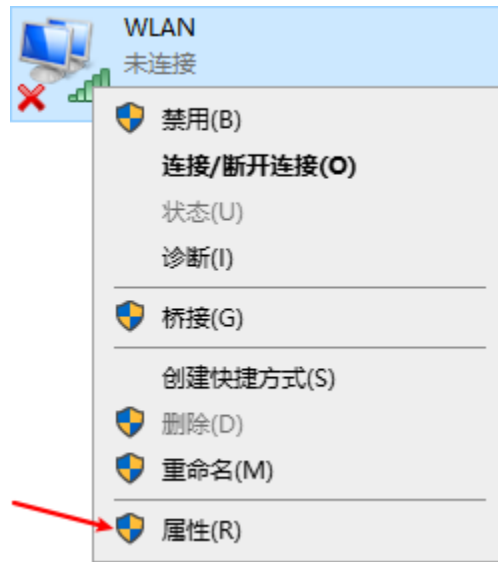 WLAN
未连接
禁用(B)
连接/断开连接(O)
状态(U)
诊断(I)
桥接(G)
创建快捷方式(S)
删除(D)
重命名(M)
属性(R)